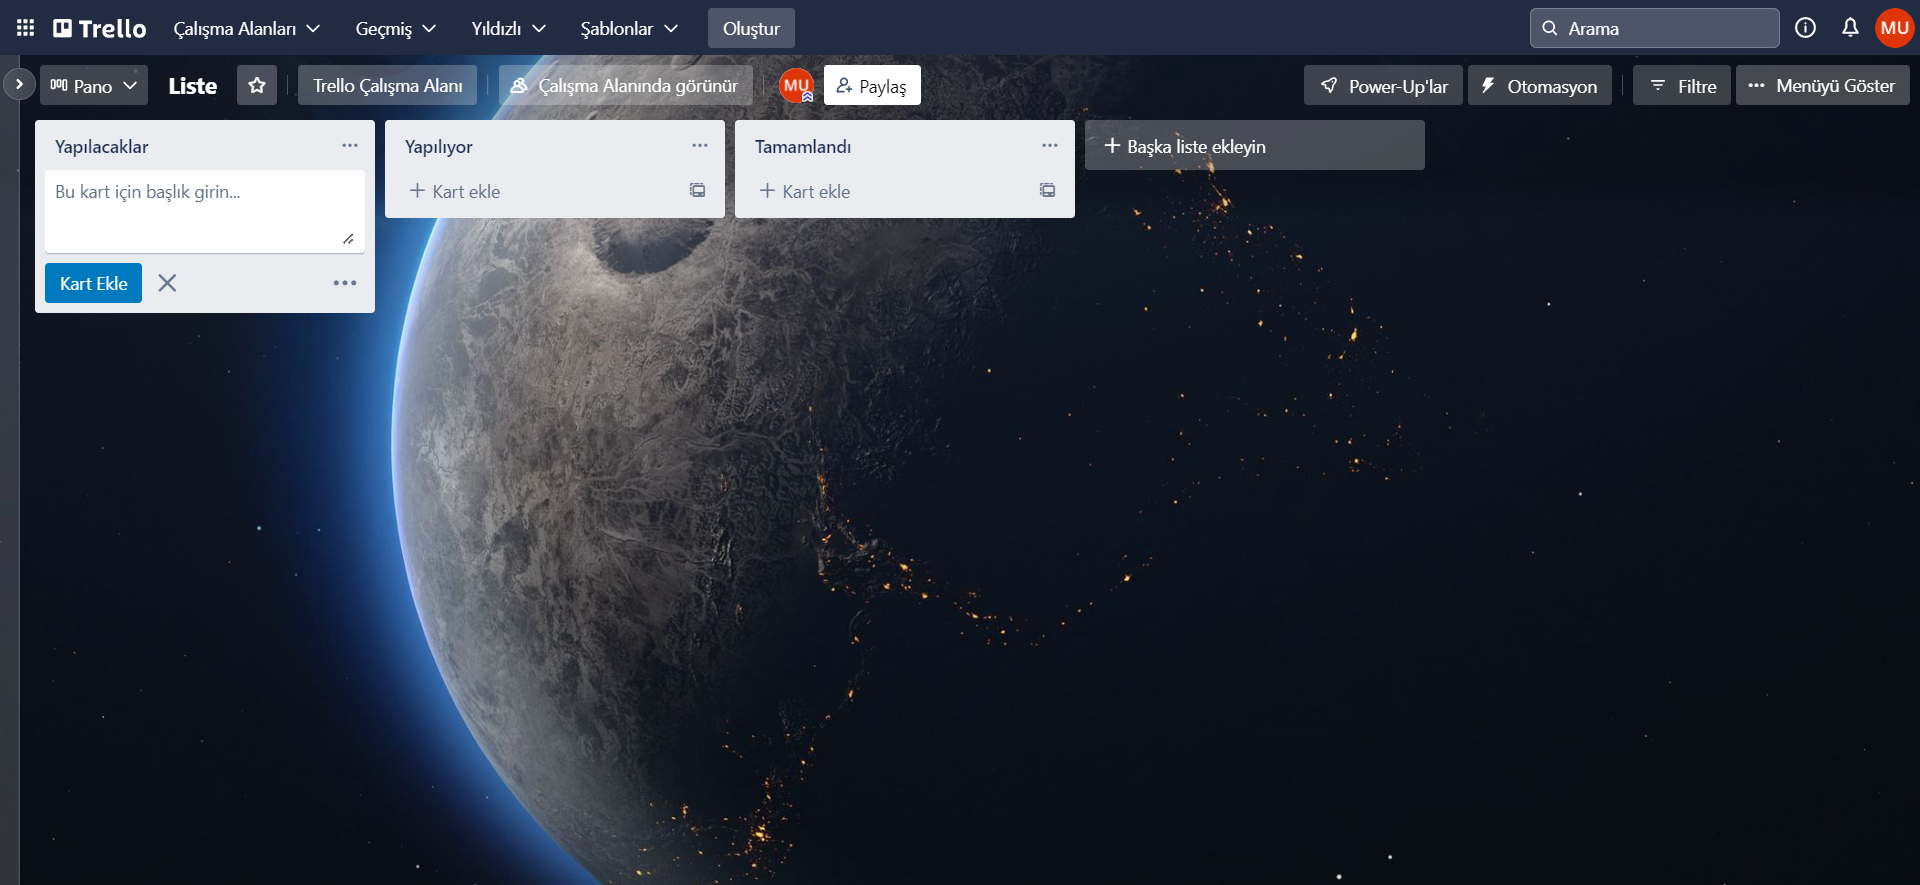 Trello Çalışma Alanları Geçmiş Yıldızlı Şablonlar Oluştur Arama MU
Pano Liste Trello Çalışma Alanı Çalışma Alanında görünür MU Paylaş Power-Up'lar Otomasyon Filtre Menüyü Göster
Yapılacaklar
Bu kart için başlık girin...
Kart Ekle
Yapılıyor
Kart ekle
Tamamlandı
Kart ekle
Başka liste ekleyin